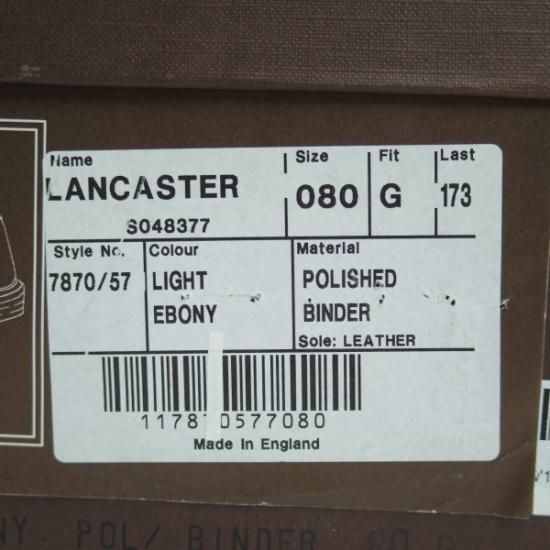 Name Size Fit Last
LANCASTER 080 G 173
S048377
Style No. Colour Material
7870/57 LIGHT POLISHED
EBONY BINDER
Sole: LEATHER
0577080
Made In England
POL/ BINDER